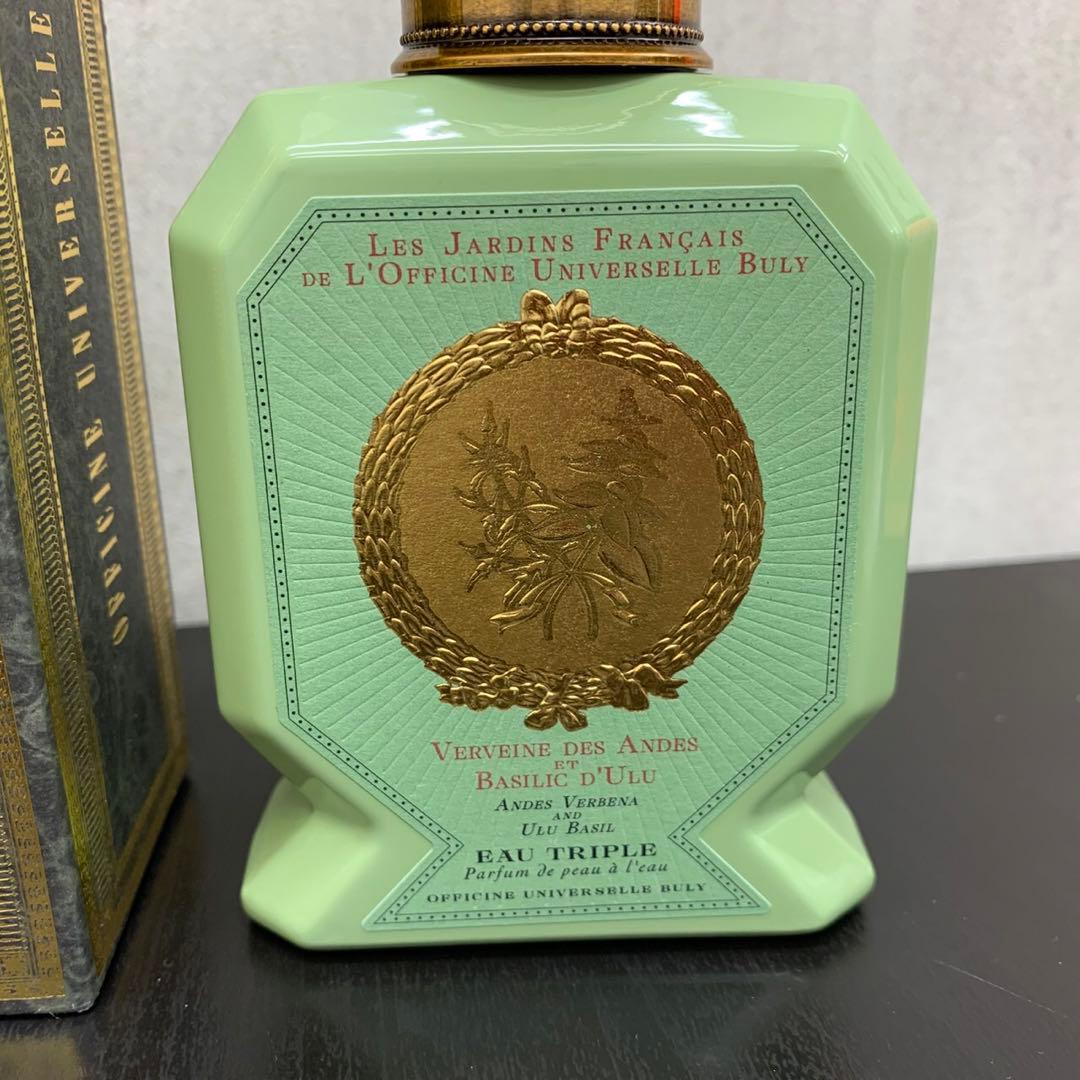 OFFICINE UNIVERSELLE
LES JARDINS FRANÇAIS
DE L'OFFICINE UNIVERSELLE BULY
VERVEINE DES ANDES
ET
BASILIC D'ULU
ANDES VERBENA
AND
ULU BASIL
EAU TRIPLE
Parfum de peau à l'eau
OFFICINE UNIVERSELLE BULY